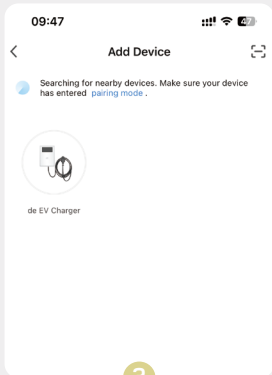 09:47
47
Add Device
Searching for nearby devices. Make sure your device
has entered pairing mode .
de EV Charger